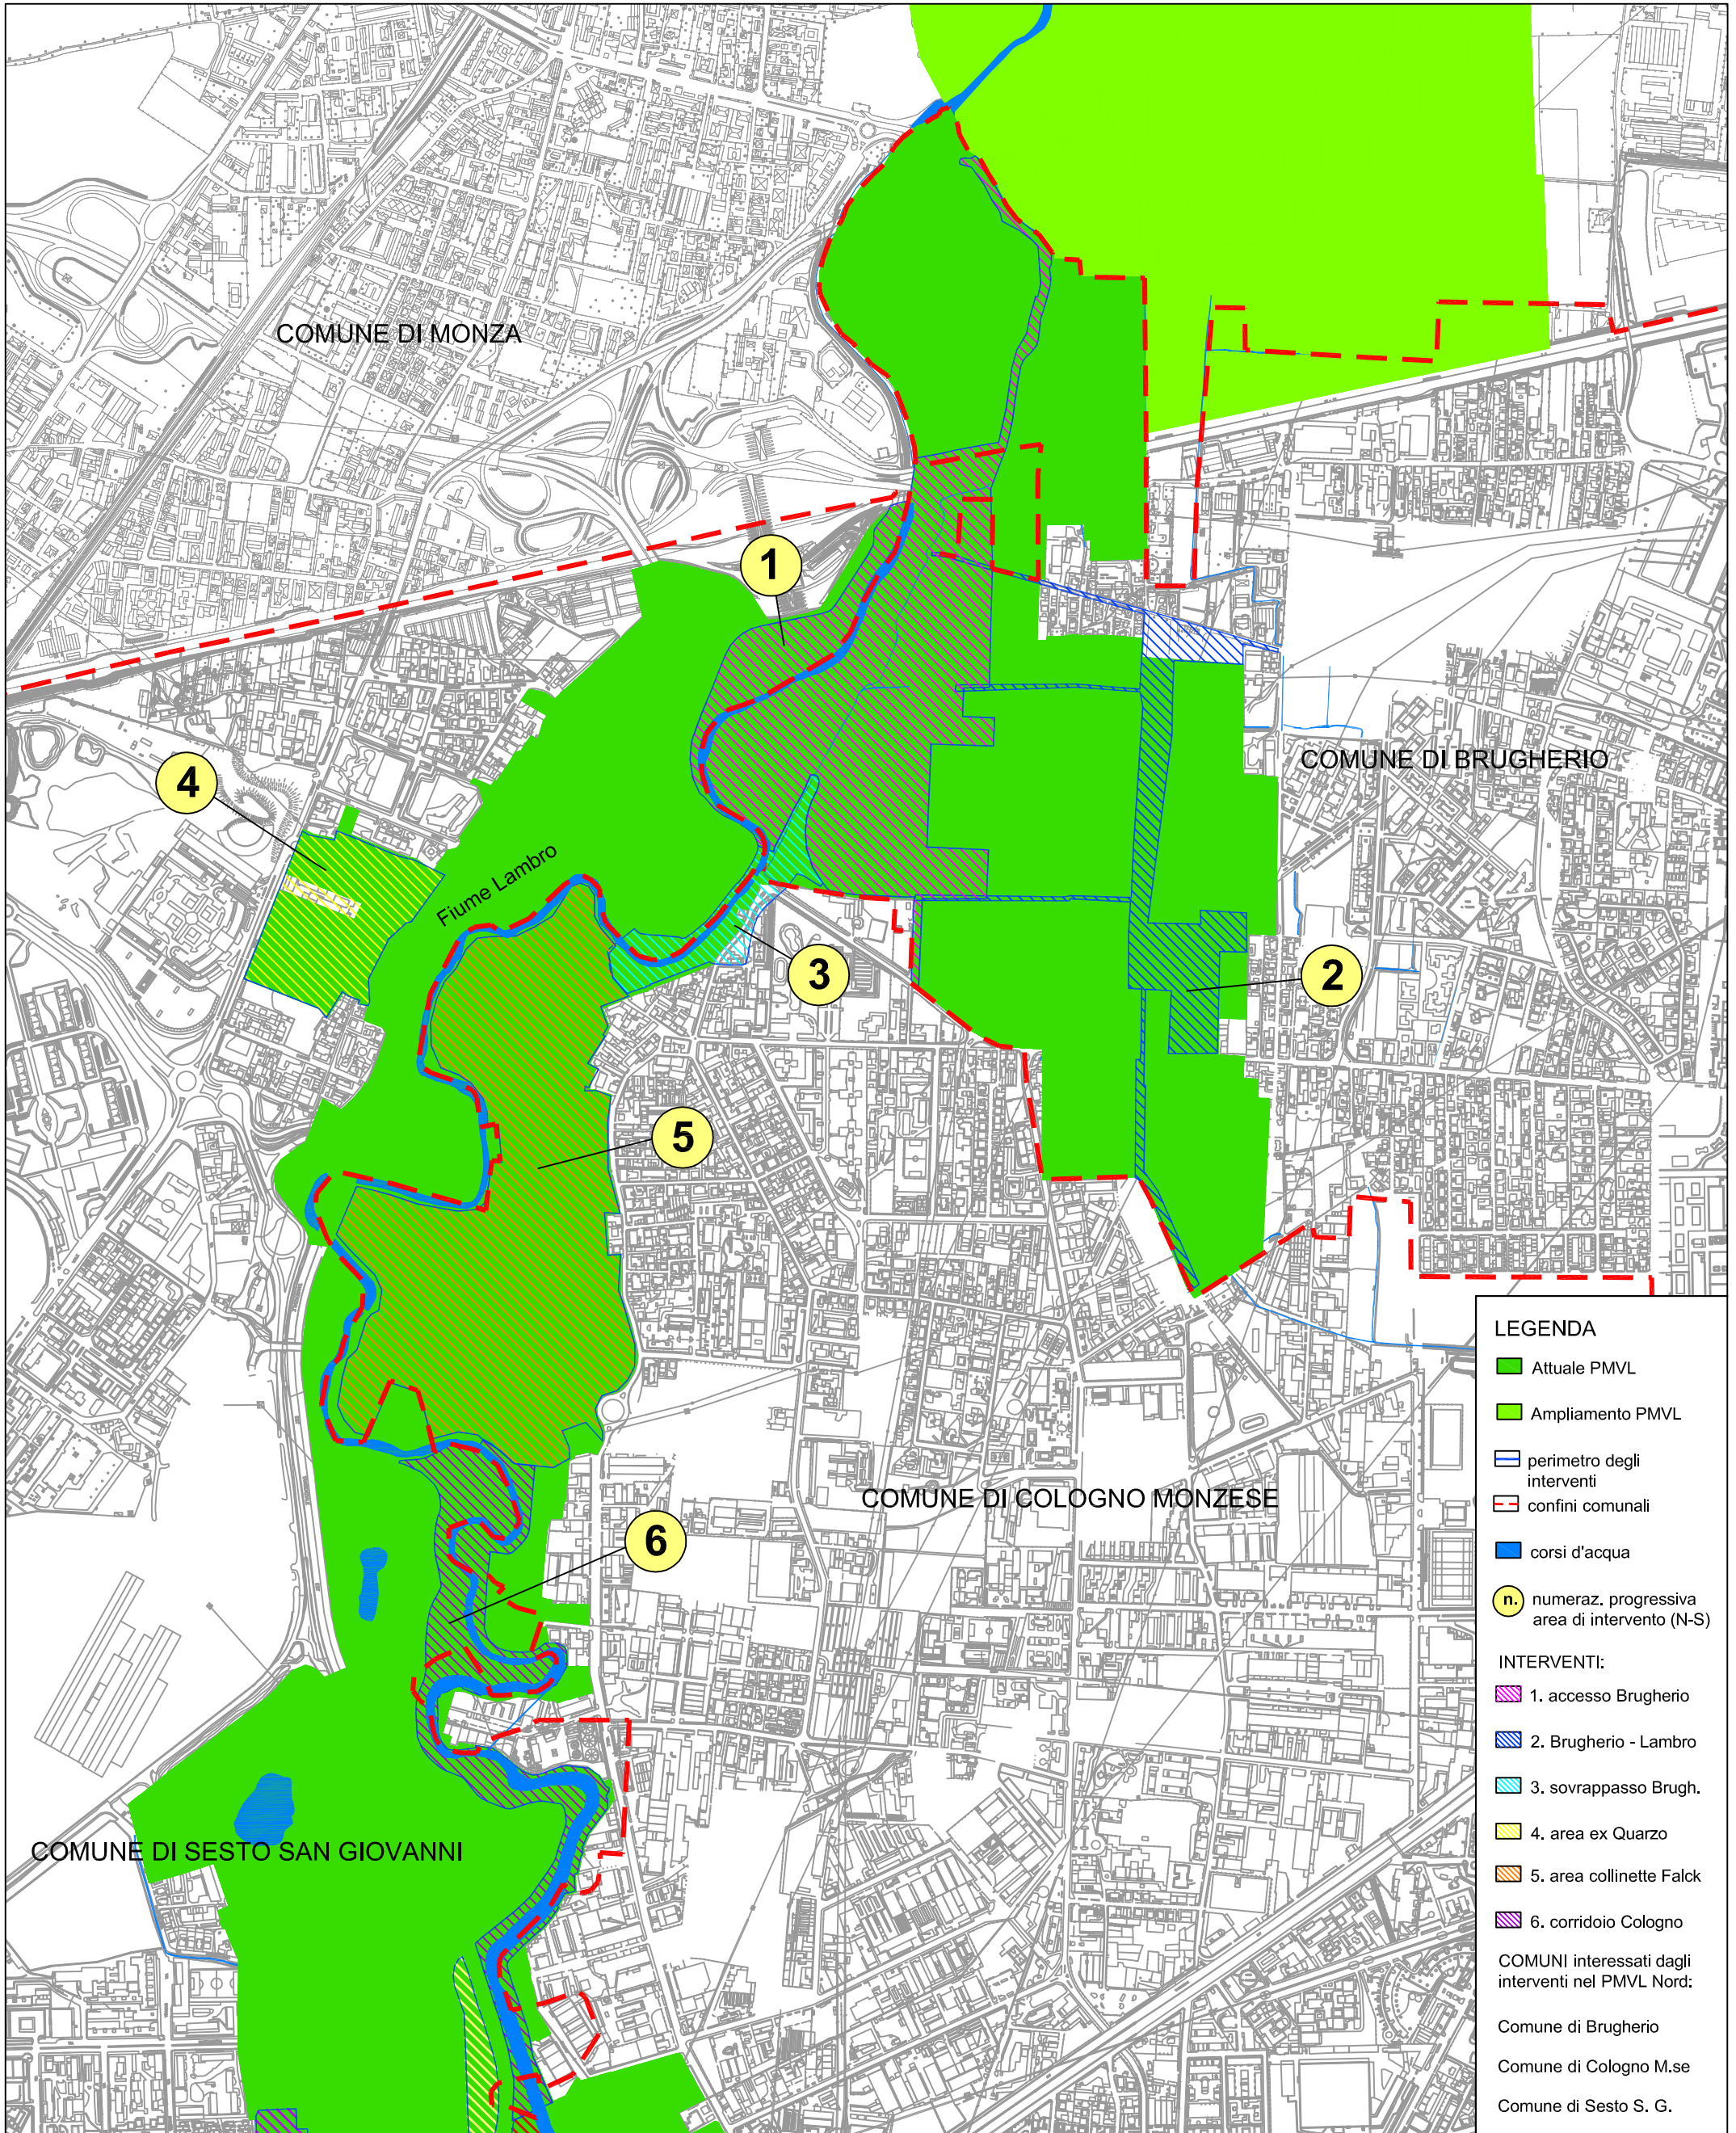 COMUNE DI MONZA
1
COMUNE DI BRUGHERIO
4
Fiume Lambro
3
2
5
COMUNE DI COLOGNO MONZESE
6
COMUNE DI SESTO SAN GIOVANNI
LEGENDA
Attuale PMVL
Ampliamento PMVL
perimetro degli
interventi
confini comunali
corsi d'acqua
n. numeraz. progressiva
area di intervento (N-S)
INTERVENTI:
1. accesso Brugherio
2. Brugherio - Lambro
3. sovrappasso Brugh.
4. area ex Quarzo
5. area collinette Falck
6. corridoio Cologno
COMUNI interessati dagli
interventi nel PMVL Nord:
Comune di Brugherio
Comune di Cologno M.se
Comune di Sesto S. G.